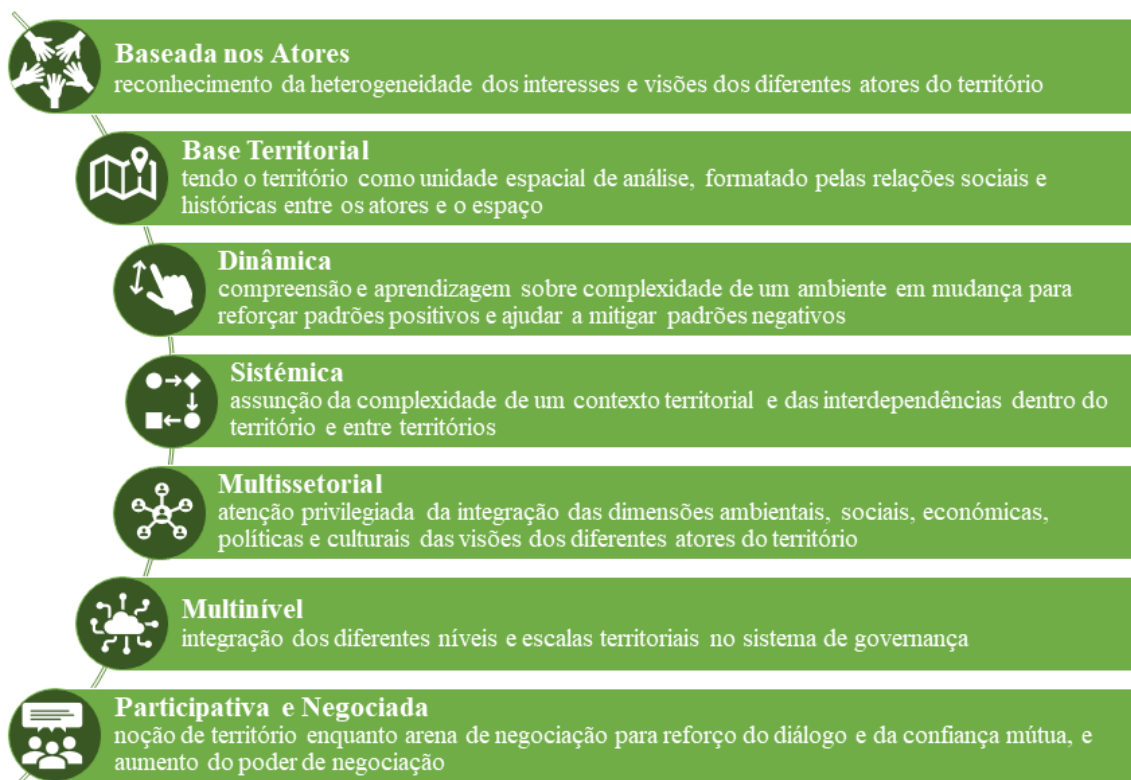 Baseada nos Atores
reconhecimento da heterogeneidade dos interesses e visões dos diferentes atores do território
Base Territorial
tendo o território como unidade espacial de análise, formatado pelas relações sociais e
históricas entre os atores e o espaço
Dinâmica
compreensão e aprendizagem sobre complexidade de um ambiente em mudança para
reforçar padrões positivos e ajudar a mitigar padrões negativos
Sistémica
assunção da complexidade de um contexto territorial e das interdependências dentro do
território e entre territórios
Multissetorial
atenção privilegiada da integração das dimensões ambientais, sociais, económicas,
políticas e culturais das visões dos diferentes atores do território
Multinível
integração dos diferentes níveis e escalas territoriais no sistema de governança
Participativa e Negociada
noção de território enquanto arena de negociação para reforço do diálogo e da confiança mútua, e
aumento do poder de negociação